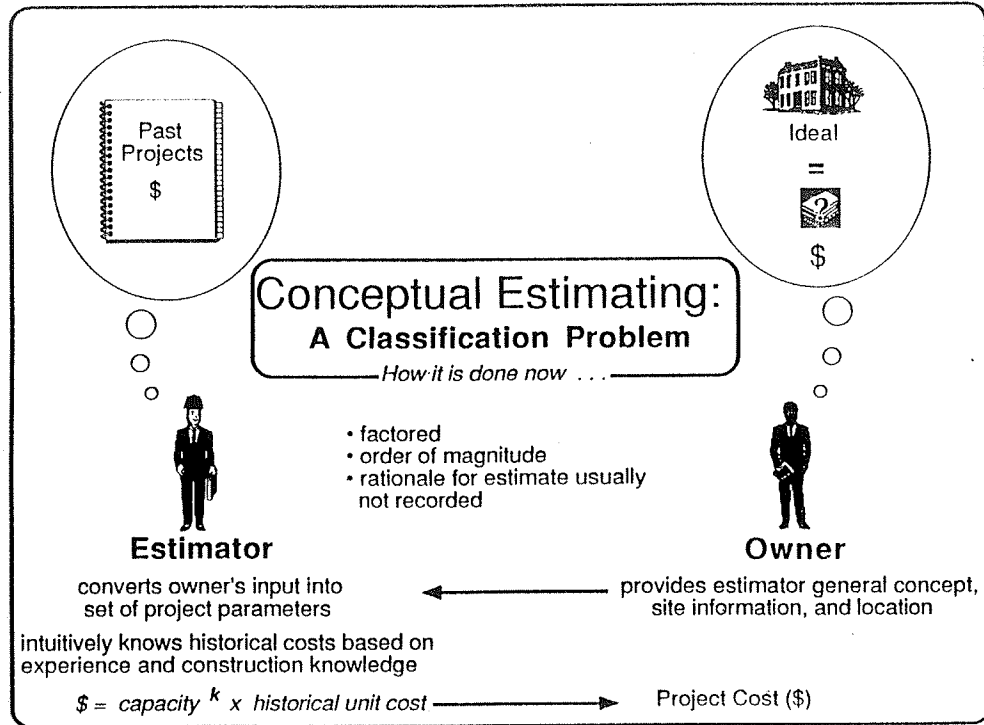 Past
Projects
$
Ideal
=
?
$
Conceptual Estimating:
A Classification Problem
How it is done now . . .
• factored
• order of magnitude
• rationale for estimate usually
not recorded
Estimator
converts owner's input into
set of project parameters
intuitively knows historical costs based on
experience and construction knowledge
$ = capacity k x historical unit cost
Owner
provides estimator general concept,
site information, and location
Project Cost ($)